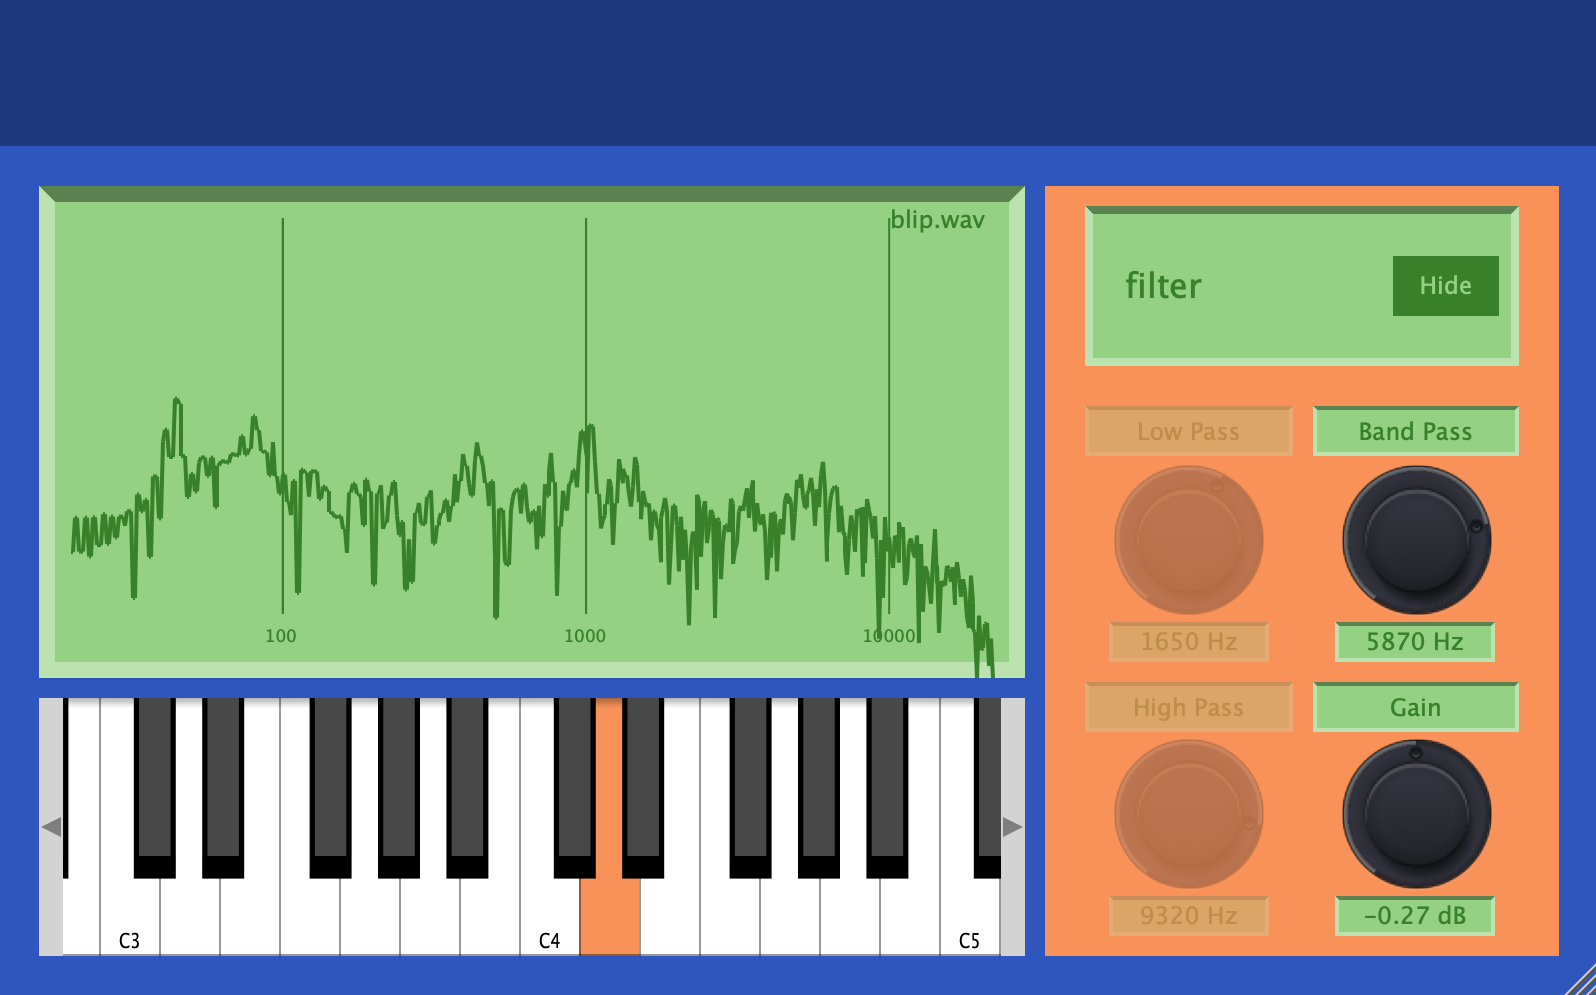 blip.wav
100 1000 10000
C3 C4 C5
filter Hide
Low Pass Band Pass
1650 Hz 5870 Hz
High Pass Gain
9320 Hz -0.27 dB